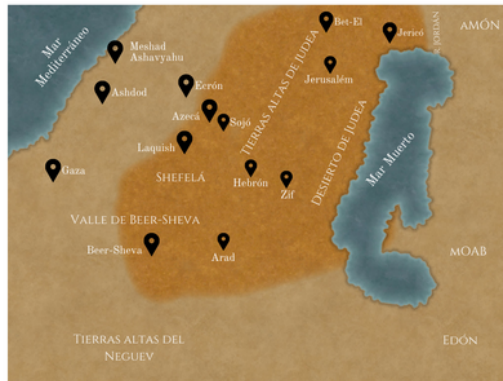 Mar
Mediterráneo
Meshad
Ashavyahu
Bet-El
Jericó
R. JORDAN
AMÓN
Ecrón
Ashdod
Azecá
Sojó
TIERRAS ALTAS DE JUDEA
Jerusalém
Laquish
Gaza
SHEFELÁ
Hebrón
Zif
DESIERTO DE JUDEA
Mar Muerto
VALLE DE BEER-SHEVA
Beer-Sheva
Arad
MOAB
TIERRAS ALTAS DEL
NEGUEV
EDÓN